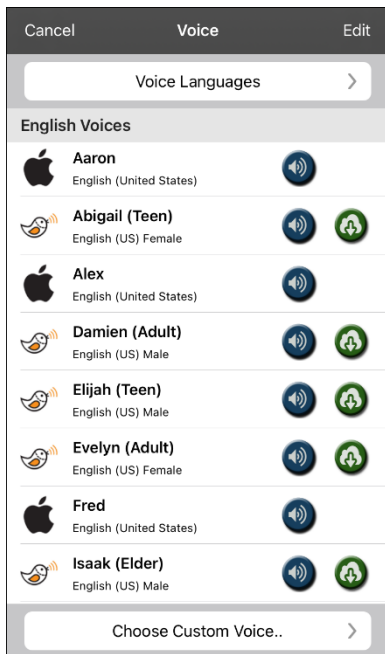 Cancel Voice Edit
Voice Languages
English Voices
Aaron
English (United States)
Abigail (Teen)
English (US) Female
Alex
English (United States)
Damien (Adult)
English (US) Male
Elijah (Teen)
English (US) Male
Evelyn (Adult)
English (US) Female
Fred
English (United States)
Isaak (Elder)
English (US) Male
Choose Custom Voice..